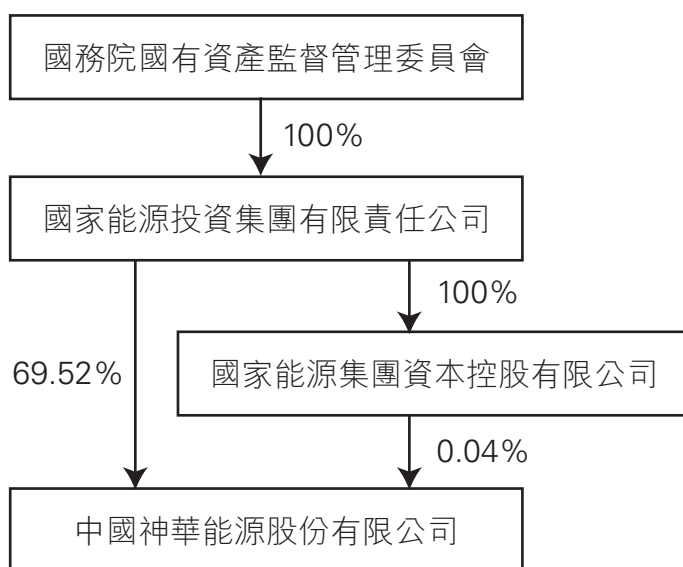 國務院國有資產監督管理委員會
100%
國家能源投資集團有限責任公司
100%
69.52%
國家能源集團資本控股有限公司
0.04%
中國神華能源股份有限公司